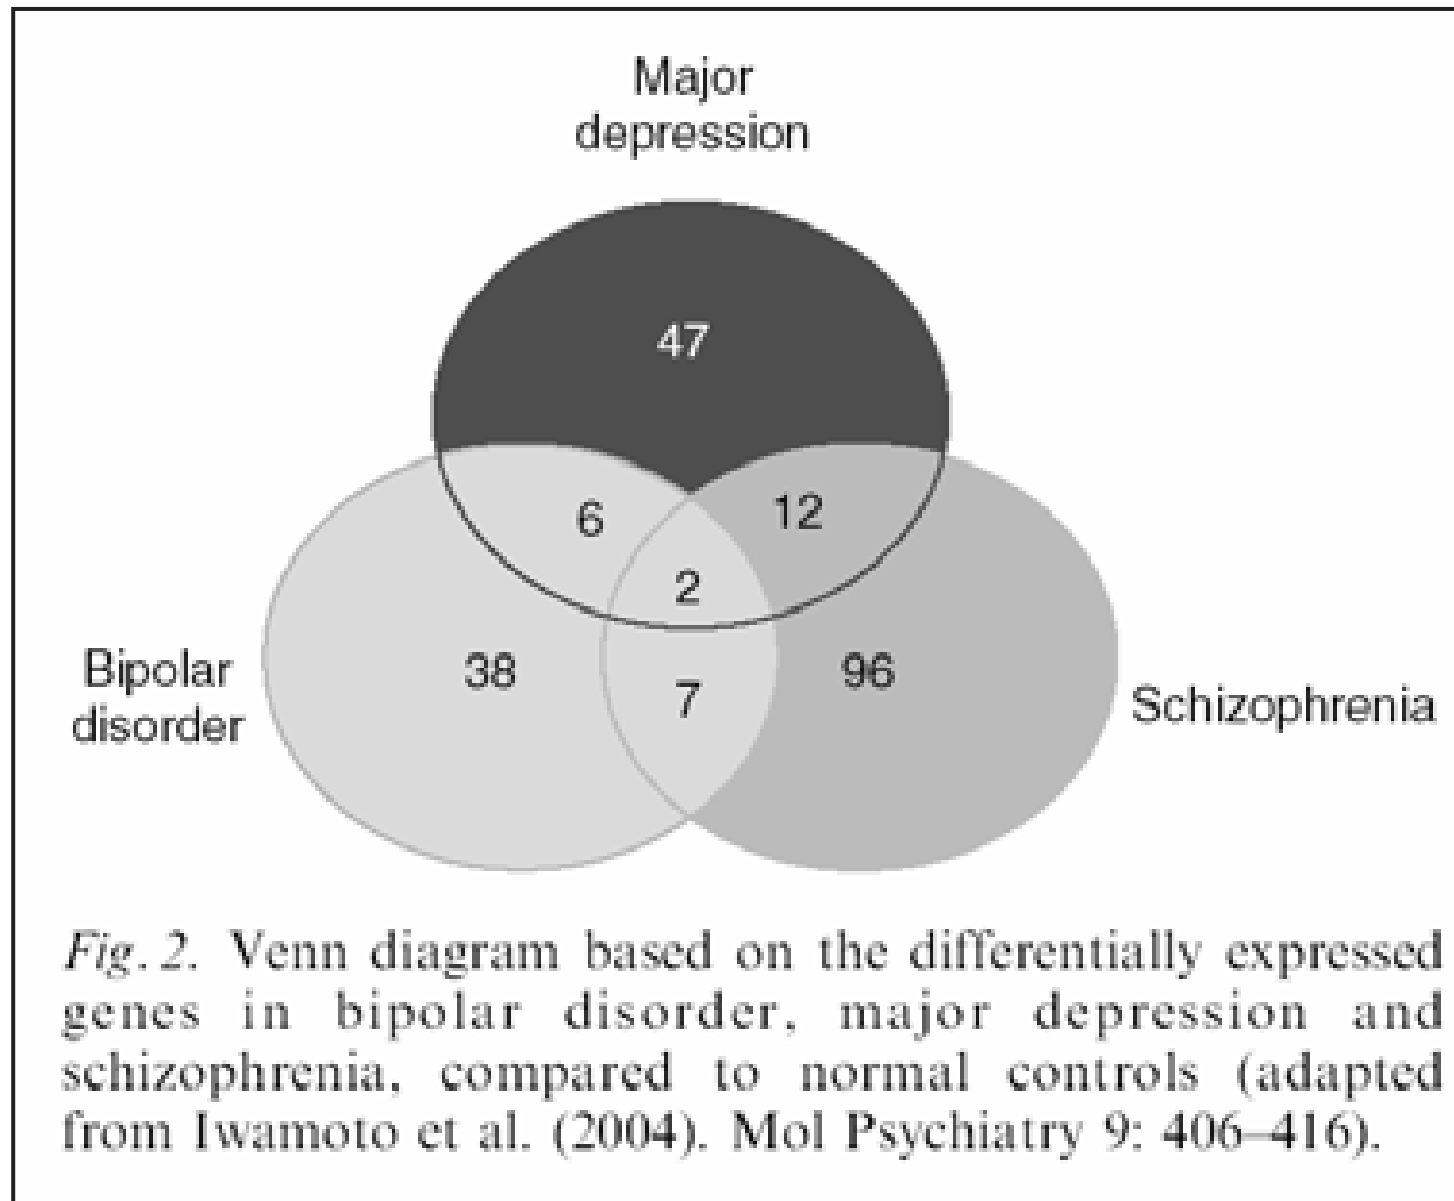 Major
depression
47
6
12
2
Bipolar
disorder
38
7
96
Schizophrenia
Fig. 2. Venn diagram based on the differentially expressed
genes in bipolar disorder, major depression and
schizophrenia, compared to normal controls (adapted
from Iwamoto et al. (2004). Mol Psychiatry 9: 406–416).